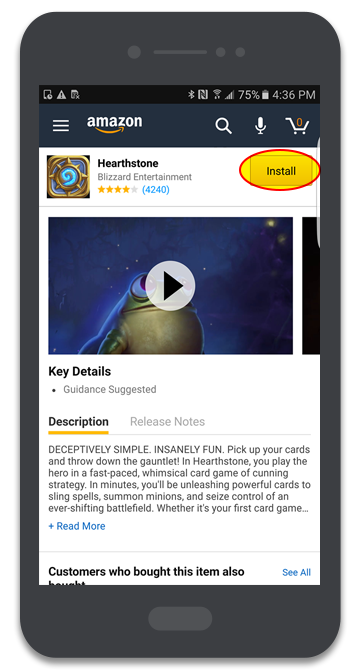 75% 4:36 PM
amazon
0
Hearthstone
Blizzard Entertainment
(4240)
Install
Key Details
• Guidance Suggested
Description Release Notes
DECEPTIVELY SIMPLE. INSANELY FUN. Pick up your cards
and throw down the gauntlet! In Hearthstone, you play the
hero in a fast-paced, whimsical card game of cunning
strategy. In minutes, you'll be unleashing powerful cards to
sling spells, summon minions, and seize control of an
ever-shifting battlefield. Whether it's your first card game...
+ Read More
Customers who bought this item also
bought
See All